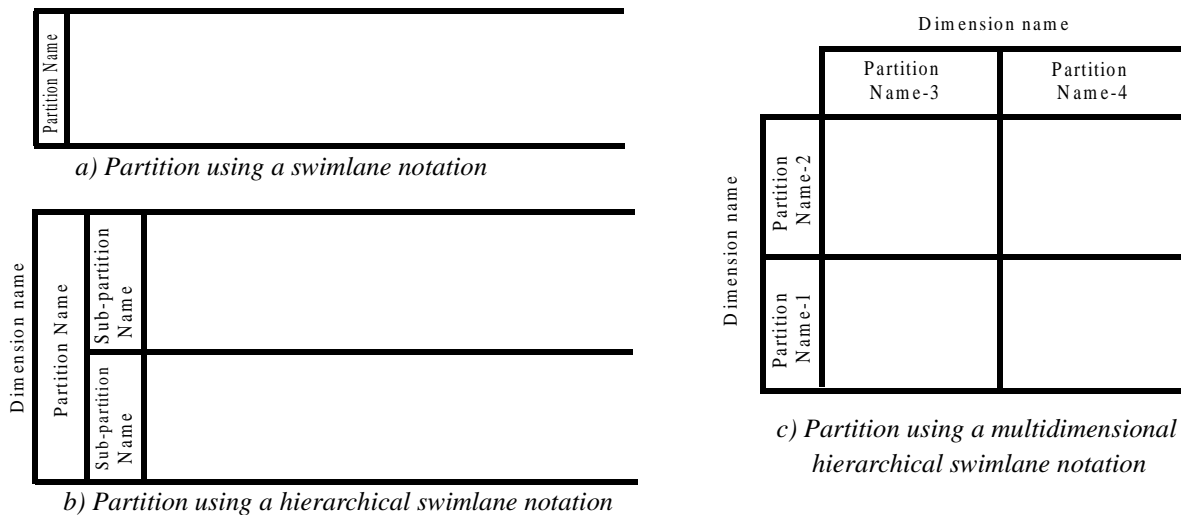 Partition Name
a) Partition using a swimlane notation
Dimension name
Partition Name
Sub-partition
Name
Sub-partition
Name
b) Partition using a hierarchical swimlane notation
Dimension name
Partition
Name-3
Partition
Name-4
Dimension name
Partition
Name-2
Partition
Name-1
c) Partition using a multidimensional
hierarchical swimlane notation